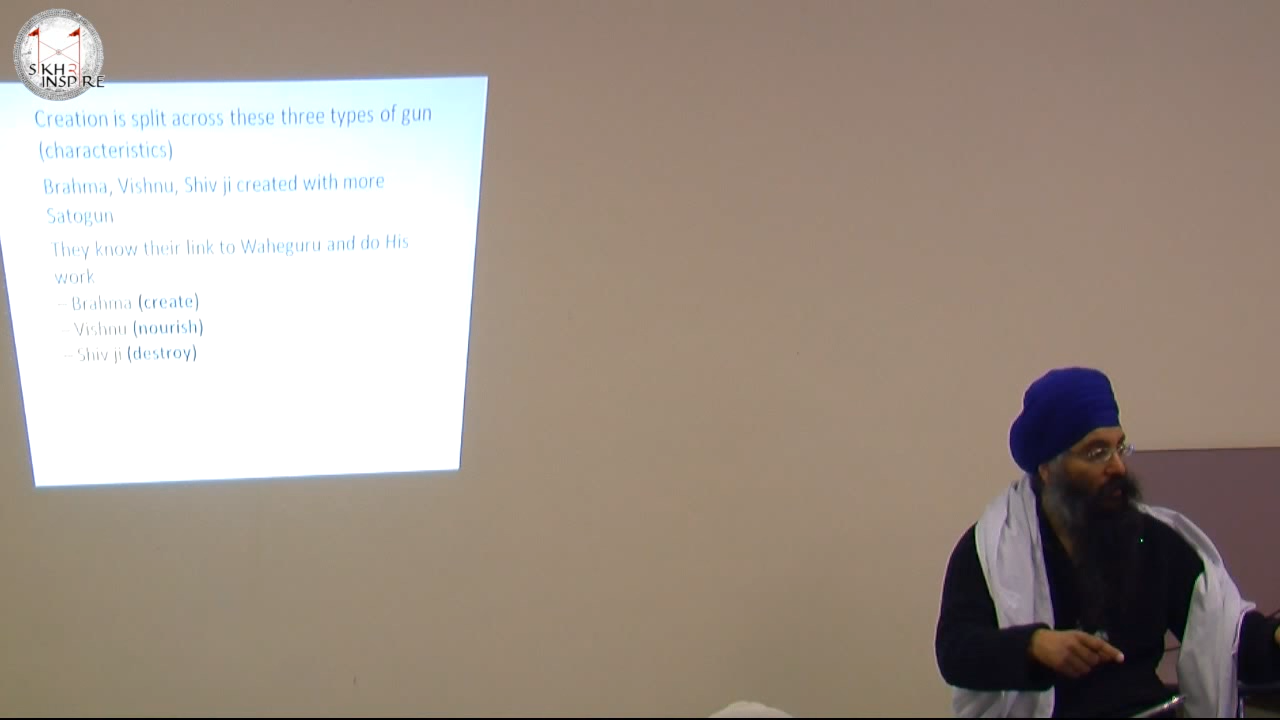 SIKHR
INSPIRE
Creation is split across these three types of gun
(characteristics)
Brahma, Vishnu, Shiv ji created with more
Satogun
They know their link to Waheguru and do His
work
– Brahma (create)
– Vishnu (nourish)
– Shiv ji (destroy)